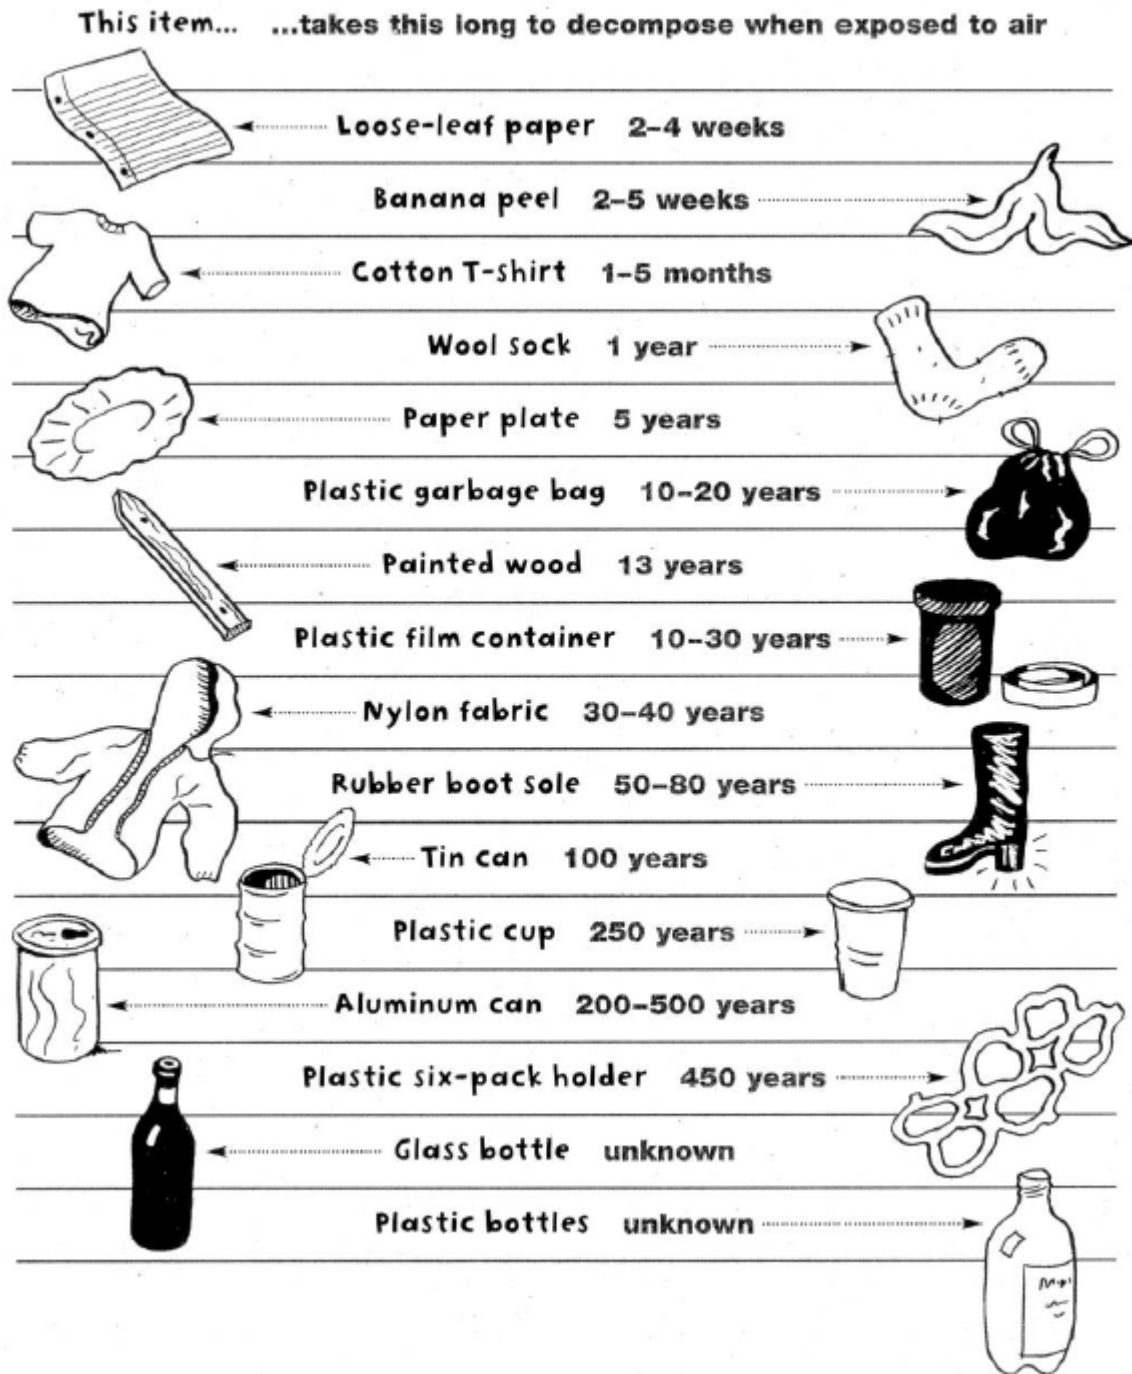 This item... ...takes this long to decompose when exposed to air
Loose-leaf paper 2–4 weeks
Banana peel 2–5 weeks
Cotton T-shirt 1–5 months
Wool sock 1 year
Paper plate 5 years
Plastic garbage bag 10–20 years
Painted wood 13 years
Plastic film container 10–30 years
Nylon fabric 30–40 years
Rubber boot sole 50–80 years
Tin can 100 years
Plastic cup 250 years
Aluminum can 200–500 years
Plastic six-pack holder 450 years
Glass bottle unknown
Plastic bottles unknown